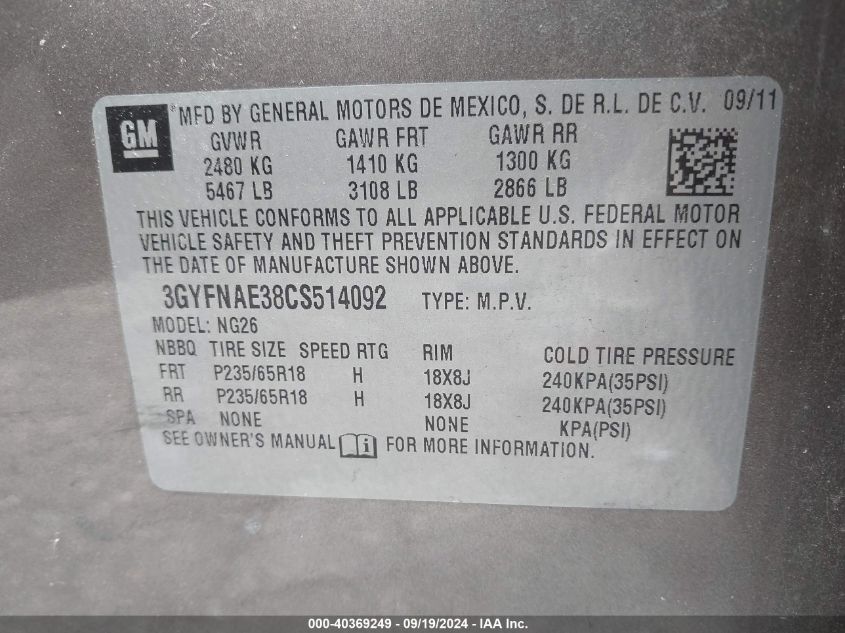 GM
®MFD BY GENERAL MOTORS DE MEXICO, S. DE R.L. DE C.V. 09/11
GVWR GAWR FRT GAWR RR
2480 KG 1410 KG 1300 KG
5467 LB 3108 LB 2866 LB
THIS VEHICLE CONFORMS TO ALL APPLICABLE U.S. FEDERAL MOTOR
VEHICLE SAFETY AND THEFT PREVENTION STANDARDS IN EFFECT ON
THE DATE OF MANUFACTURE SHOWN ABOVE.
3GYFNAE38CS514092 TYPE: M.P.V.
MODEL: NG26
NBBQ TIRE SIZE SPEED RTG RIM COLD TIRE PRESSURE
FRT P235/65R18 H 18X8J 240KPA(35PSI)
RR P235/65R18 H 18X8J 240KPA(35PSI)
SPA NONE NONE KPA(PSI)
SEE OWNER'S MANUAL FOR MORE INFORMATION.
000-40369249 - 09/19/2024 - IAA Inc.